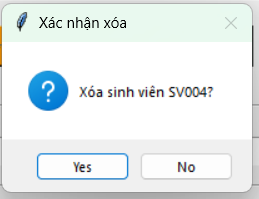 Xác nhận xóa
Xóa sinh viên SV004?
Yes
No